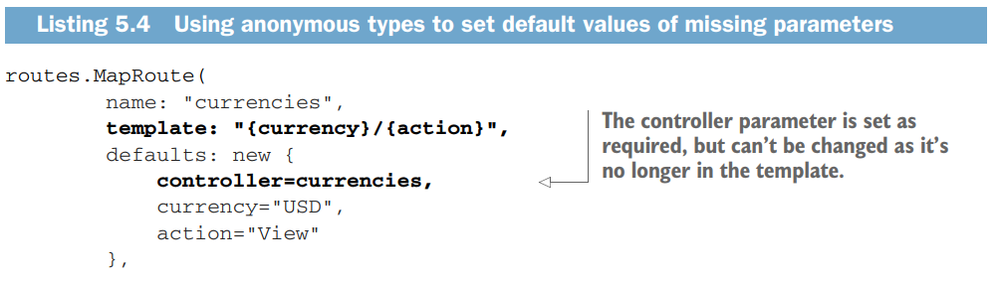 Listing 5.4 Using anonymous types to set default values of missing parameters
routes.MapRoute(
name: "currencies",
template: "{currency}/{action}",
defaults: new {
controller=currencies,
currency="USD",
action="View"
},
The controller parameter is set as
required, but can't be changed as it's
no longer in the template.